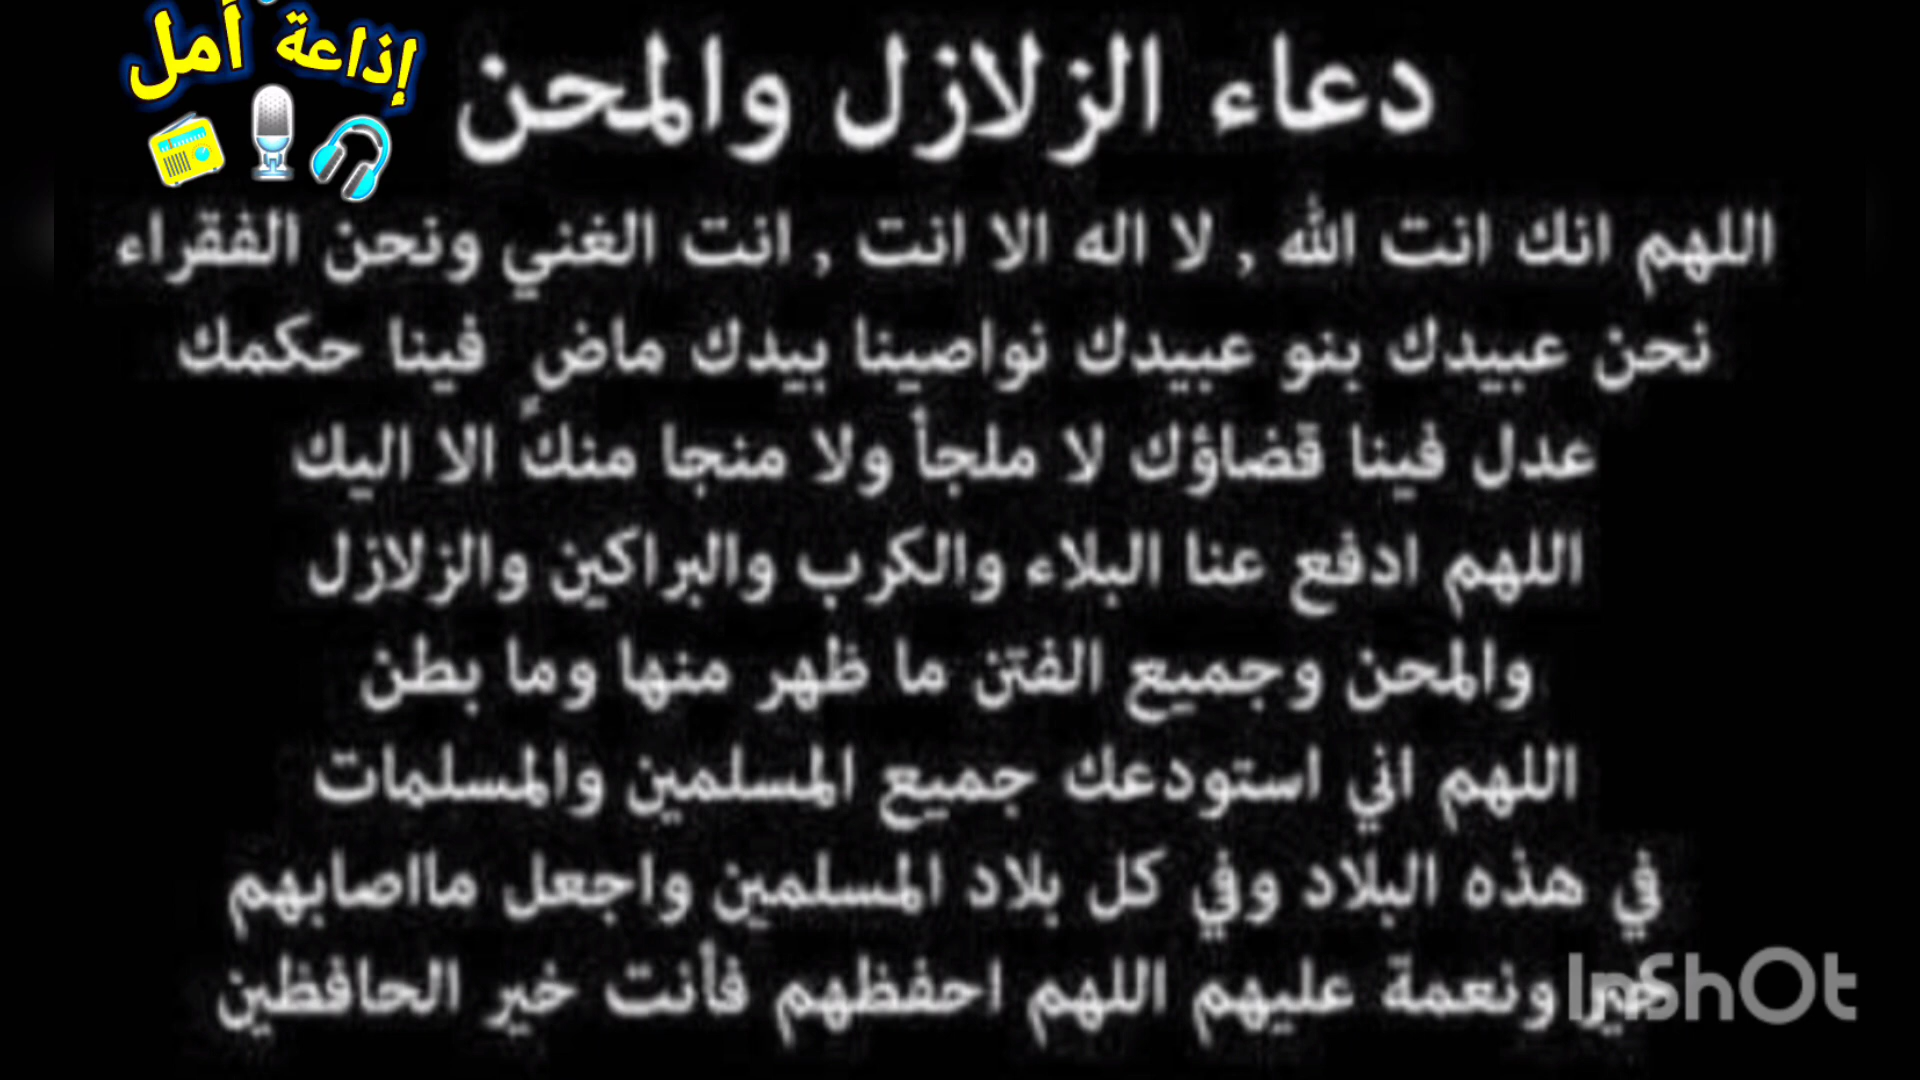 إذاعة أمل
دعاء الزلازل والمحن
اللهم انك انت الله , لا اله الا انت , انت الغني ونحن الفقراء
نحن عبيدك بنو عبيدك نواصينا بيدك ماضٍ فينا حكمك
عدل فينا قضاؤك لا ملجأ ولا منجا منك الا اليك
اللهم ادفع عنا البلاء والكرب والبراكين والزلازل
والمحن وجميع الفتن ما ظهر منها وما بطن
اللهم اني استودعك جميع المسلمين والمسلمات
في هذه البلاد وفي كل بلاد المسلمين واجعل مااصابهم
خير ونعمة عليهم اللهم احفظهم فأنت خير الحافظين
InShOt